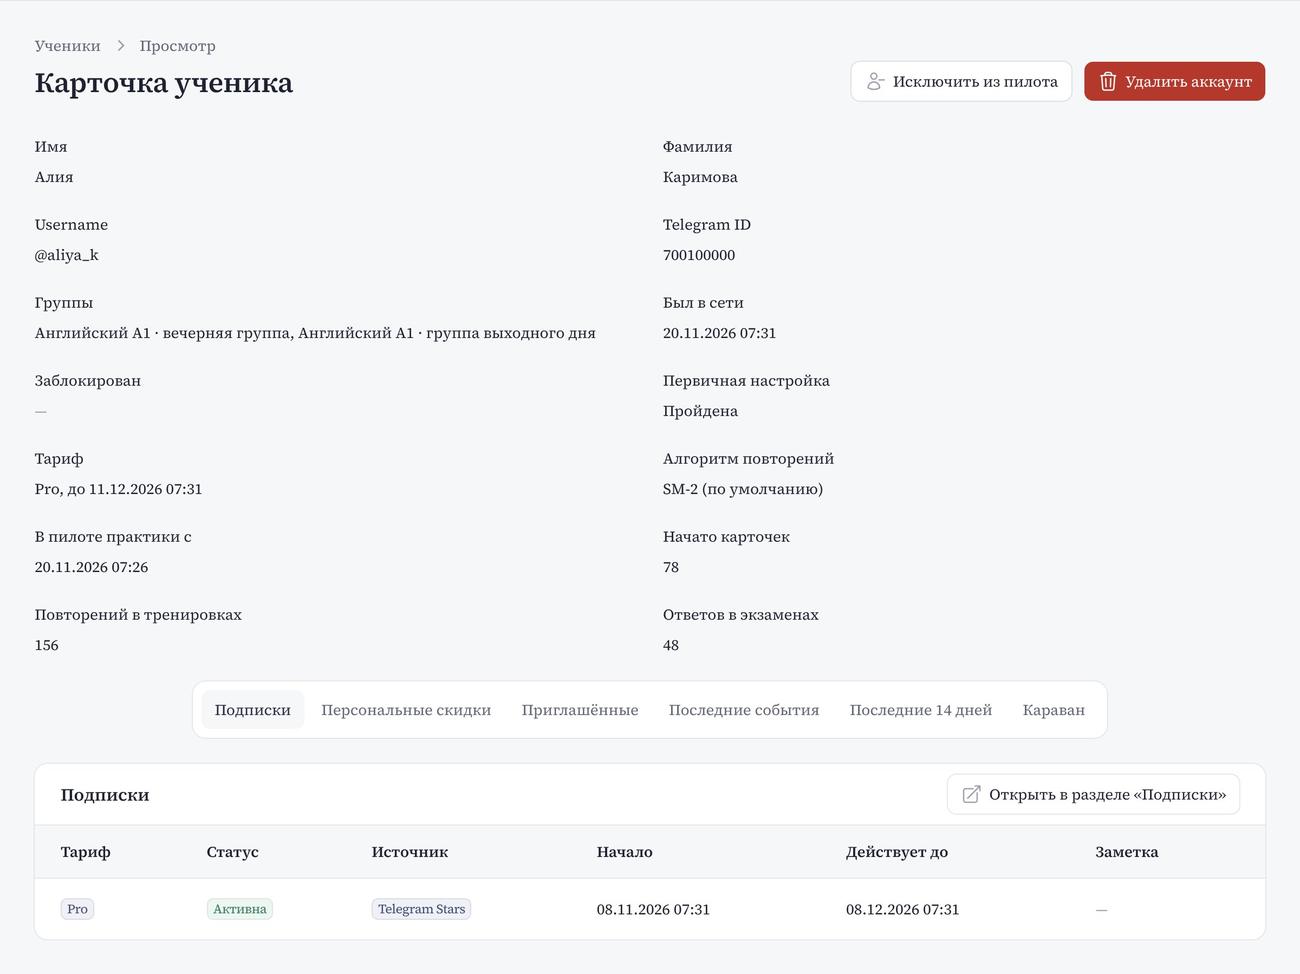 Ученики
Просмотр
Карточка ученика
Исключить из пилота
Удалить аккаунт
Имя
Фамилия
Алия
Каримова
Username
Telegram ID
@aliya_k
700100000
Группы
Был в сети
Английский A1 · вечерняя группа, Английский A1 · группа выходного дня
20.11.2026 07:31
Заблокирован
Первичная настройка
—
Пройдена
Тариф
Алгоритм повторений
Pro, до 11.12.2026 07:31
SM-2 (по умолчанию)
В пилоте практики с
Начато карточек
20.11.2026 07:26
78
Повторений в тренировках
Ответов в экзаменах
156
48
Подписки
Персональные скидки
Приглашённые
Последние события
Последние 14 дней
Караван
Подписки
Открыть в разделе «Подписки»
Тариф
Статус
Источник
Начало
Действует до
Заметка
Pro
Активна
Telegram Stars
08.11.2026 07:31
08.12.2026 07:31
—